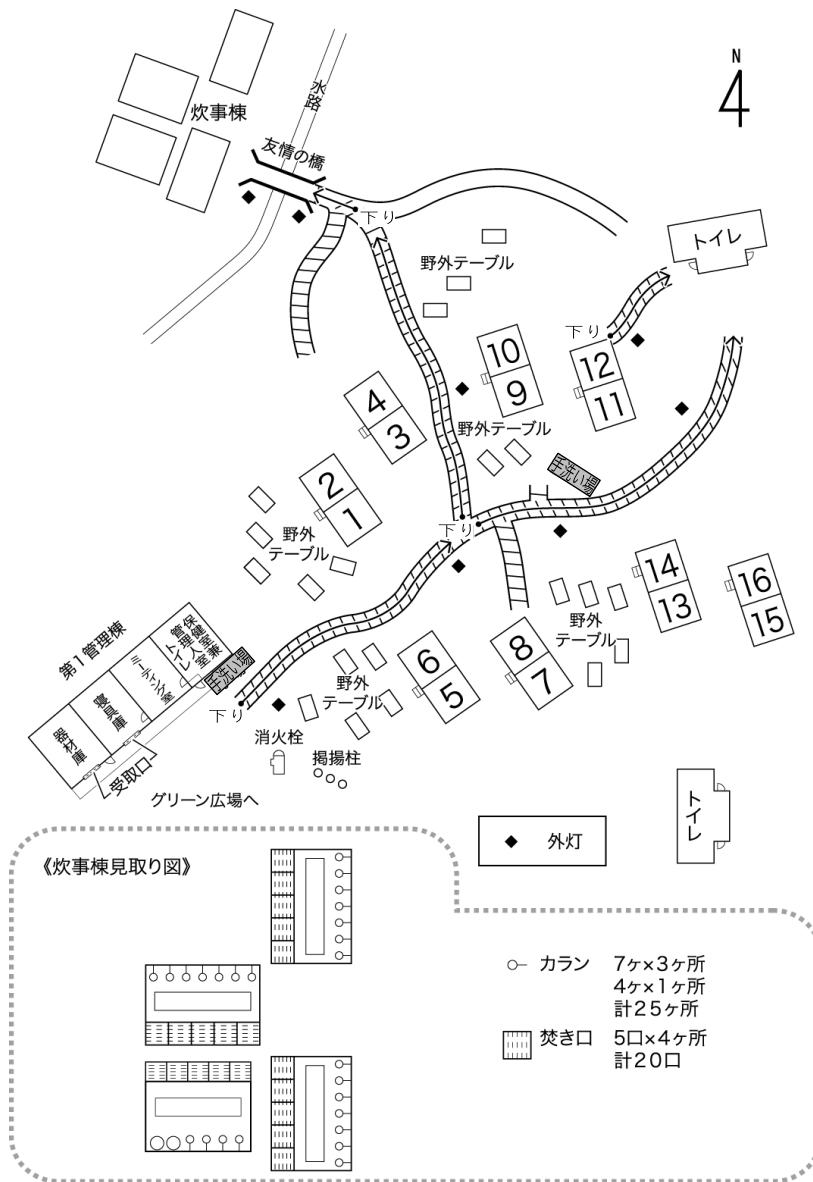 N
水路
炊事棟
友情の橋
下り
野外テーブル
トイレ
下り
10
9
12
11
4
3
野外テーブル
手洗い場
2
1
下り
野外
テーブル
14
13
16
15
野外
テーブル
8
7
6
5
野外
テーブル
第1管理棟
保健室兼
管理人室
トイレ
ミーティング室
寝具庫
器材庫
手洗い場
下り
受取口
消火栓
掲揚柱
グリーン広場へ
トイレ
外灯
《炊事棟見取り図》
カラン 7ヶ×3ヶ所
4ヶ×1ヶ所
計25ヶ所
焚き口 5口×4ヶ所
計20口